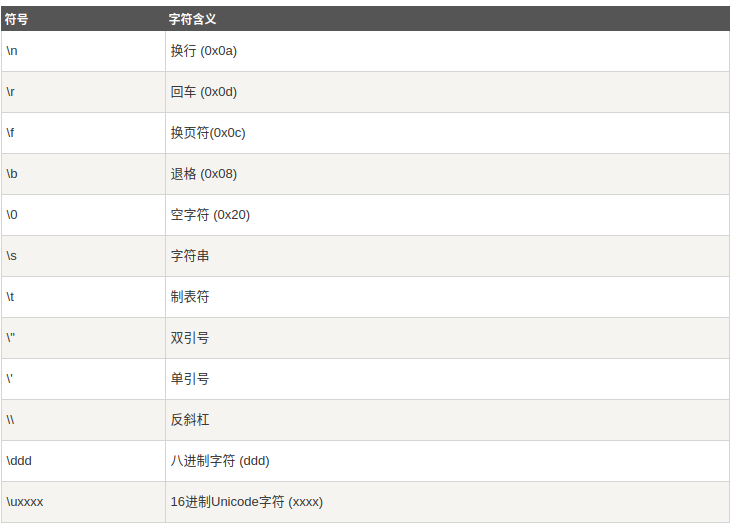 符号 字符含义
\n 换行 (0x0a)
\r 回车 (0x0d)
\f 换页符(0x0c)
\b 退格 (0x08)
\0 空字符 (0x20)
\s 字符串
\t 制表符
\" 双引号
\' 单引号
\\ 反斜杠
\ddd 八进制字符 (ddd)
\uxxxx 16进制Unicode字符 (xxxx)